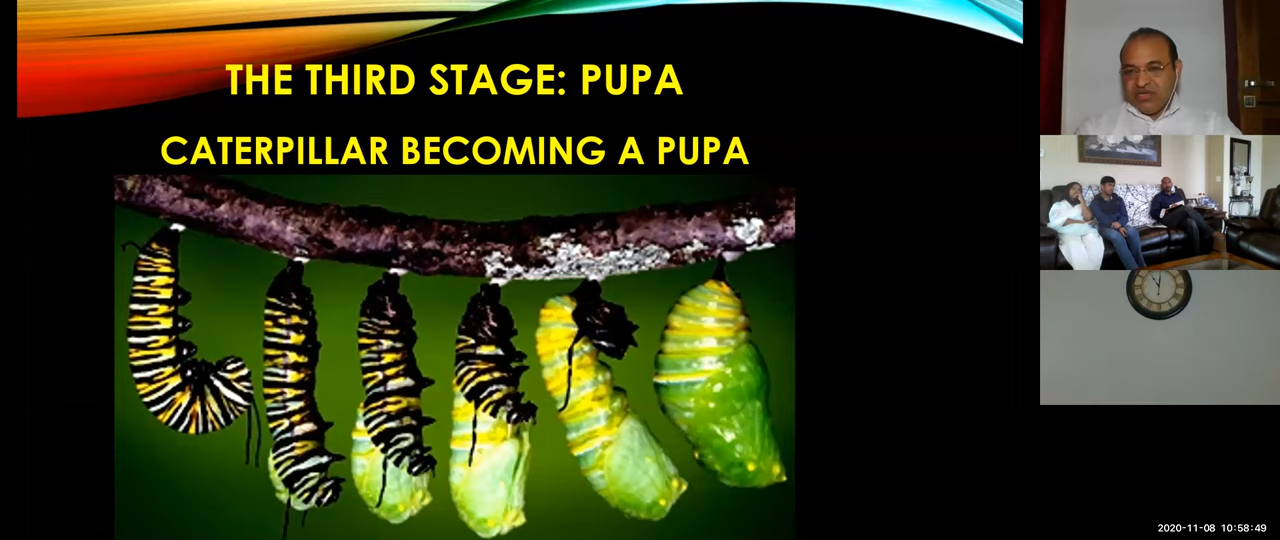 THE THIRD STAGE: PUPA
CATERPILLAR BECOMING A PUPA
2020-11-08 10:58:49